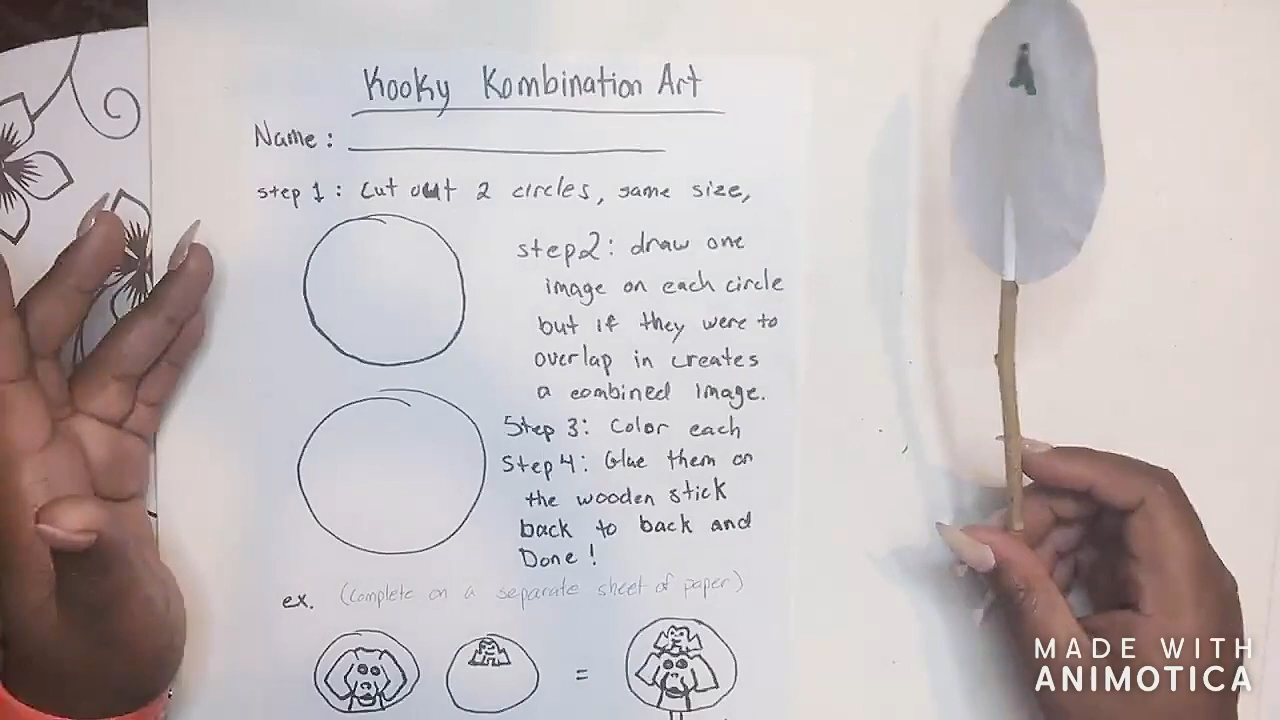 Kooky Kombination Art
Name:
step 1: Cut out 2 circles, same size,
step2: draw one
image on each circle
but if they were to
overlap in creates
a combined image.
Step 3: Color each
Step 4: Glue them on
the wooden stick
back to back and
Done!
ex. (Complete on a separate sheet of paper)
=
MADE WITH
ANIMOTICA